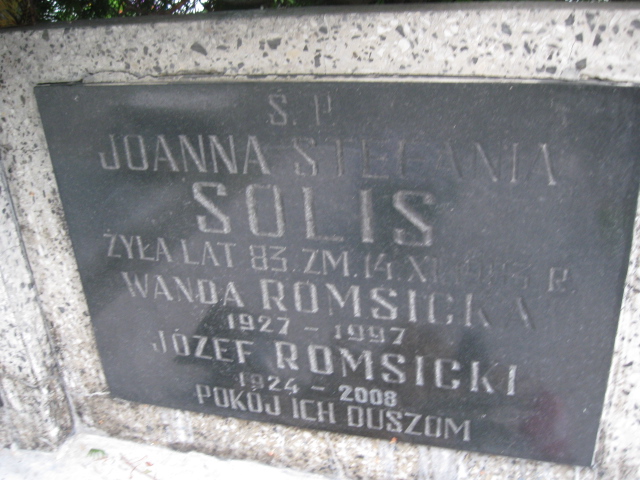 Ś. P.
JOANNA STEFANIA
SOLIS
ŻYŁA LAT 83. ZM. 14 XI 1983 R.
WANDA ROMSICKA
1927 - 1997
JÓZEF ROMSICKI
1924 - 2008
POKÓJ ICH DUSZOM